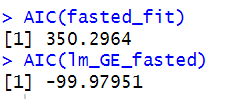 > AIC(fasted_fit)
[1] 350.2964
> AIC(lm_GE_fasted)
[1] -99.97951